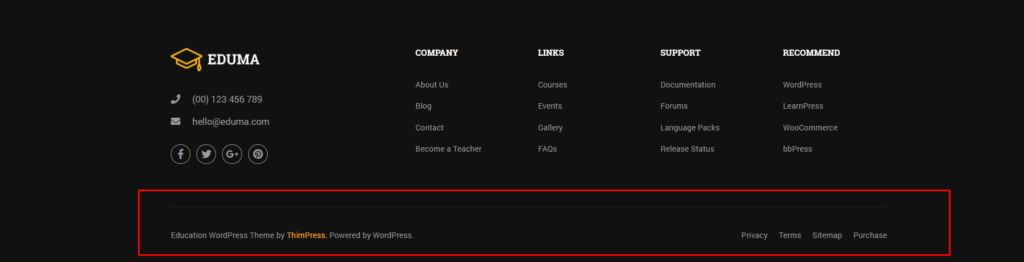 EDUMA
(00) 123 456 789
hello@eduma.com
COMPANY
About Us
Blog
Contact
Become a Teacher
LINKS
Courses
Events
Gallery
FAQs
SUPPORT
Documentation
Forums
Language Packs
Release Status
RECOMMEND
WordPress
LearnPress
WooCommerce
bbPress
Education WordPress Theme by ThimPress. Powered by WordPress.
Privacy Terms Sitemap Purchase